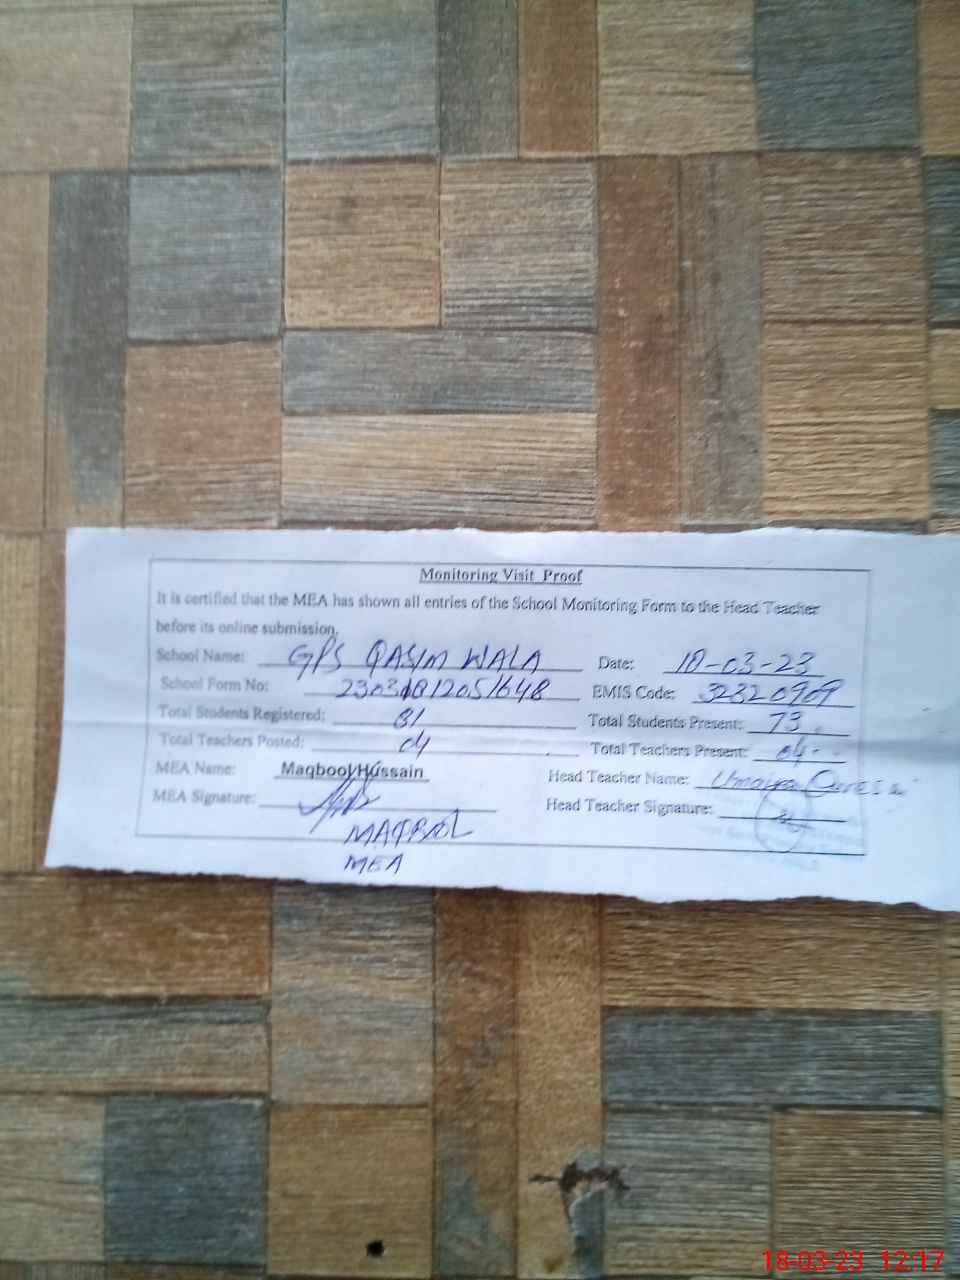 Monitoring Visit Proof
It is certified that the MEA has shown all entries of the School Monitoring Form to the Head Teacher
before its online submission.
School Name: GPS QASIM WALA Date: 18-03-23
School Form No: EMIS Code: 32320909
Total Students Registered: 81 Total Students Present: 73
Total Teachers Posted: 04 Total Teachers Present: 04
MEA Name: Maqbool Hussain Head Teacher Name: Umaira
MEA Signature: Head Teacher Signature:
MAQBOOL
MEA
18-03-23 12:17